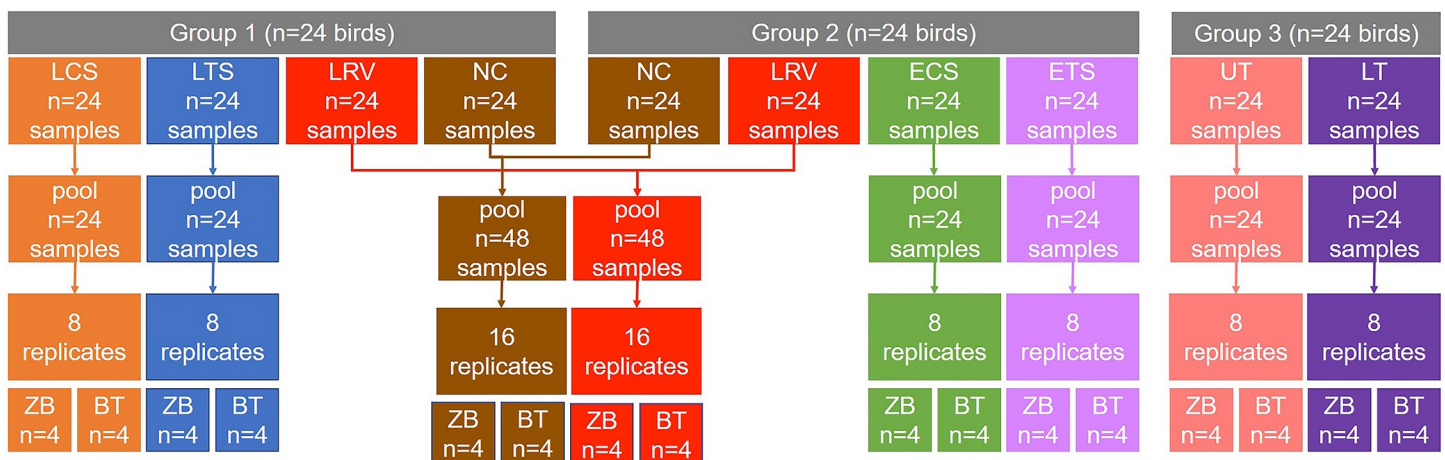 Group 1 (n=24 birds)
Group 2 (n=24 birds)
Group 3 (n=24 birds)
LCS
n=24
samples
LTS
n=24
samples
LRV
n=24
samples
NC
n=24
samples
NC
n=24
samples
LRV
n=24
samples
ECS
n=24
samples
ETS
n=24
samples
UT
n=24
samples
LT
n=24
samples
pool
n=24
samples
pool
n=24
samples
pool
n=48
samples
pool
n=48
samples
pool
n=24
samples
pool
n=24
samples
pool
n=24
samples
pool
n=24
samples
8
replicates
8
replicates
16
replicates
16
replicates
8
replicates
8
replicates
8
replicates
8
replicates
ZB
n=4
BT
n=4
ZB
n=4
BT
n=4
ZB
n=4
BT
n=4
ZB
n=4
BT
n=4
ZB
n=4
BT
n=4
ZB
n=4
BT
n=4
ZB
n=4
BT
n=4
ZB
n=4
BT
n=4